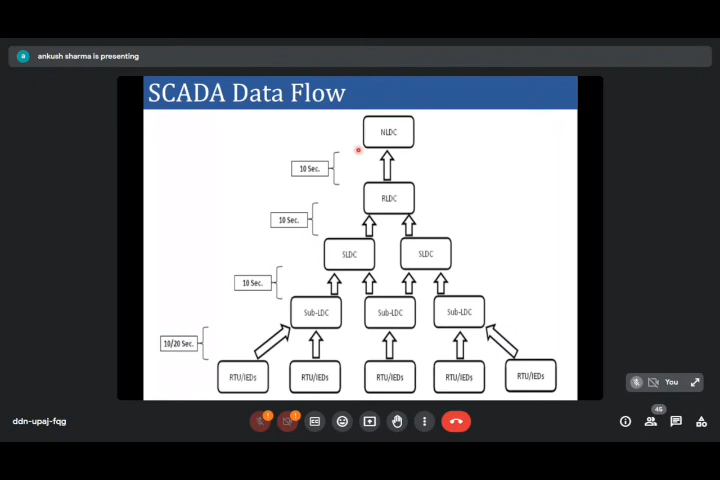 a ankush sharma is presenting
SCADA Data Flow
NLDC
10 Sec.
RLDC
10 Sec.
SLDC SLDC
10 Sec.
Sub-LDC Sub-LDC Sub-LDC
10/20 Sec.
RTU/IEDs RTU/IEDs RTU/IEDs RTU/IEDs RTU/IEDs
You
45
ddn-upaj-fqg